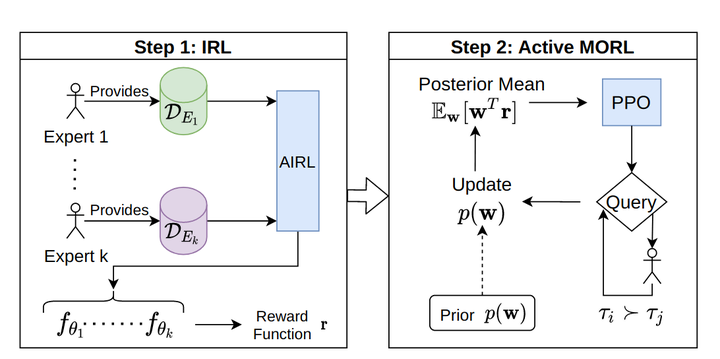 Step 1: IRL
Provides
$\mathcal{D}_{E_1}$
Expert 1
AIRL
Provides
$\mathcal{D}_{E_k}$
Expert k
$f_{\theta_1} \cdots\cdots f_{\theta_k}$
Reward
Function $\mathbf{r}$
Step 2: Active MORL
Posterior Mean
$\mathbb{E}_{\mathbf{w}}[\mathbf{w}^T \mathbf{r}]$
PPO
Update
$p(\mathbf{w})$
Query
Prior $p(\mathbf{w})$
$\tau_i \succ \tau_j$